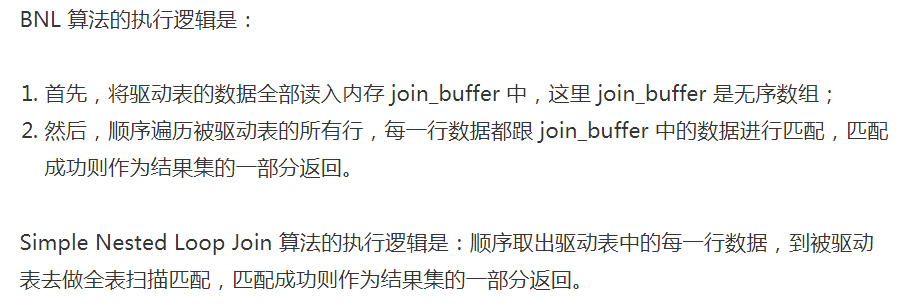 BNL 算法的执行逻辑是：
1. 首先，将驱动表的数据全部读入内存 join_buffer 中，这里 join_buffer 是无序数组；
2. 然后，顺序遍历被驱动表的所有行，每一行数据都跟 join_buffer 中的数据进行匹配，匹配
成功则作为结果集的一部分返回。
Simple Nested Loop Join 算法的执行逻辑是：顺序取出驱动表中的每一行数据，到被驱动
表去做全表扫描匹配，匹配成功则作为结果集的一部分返回。